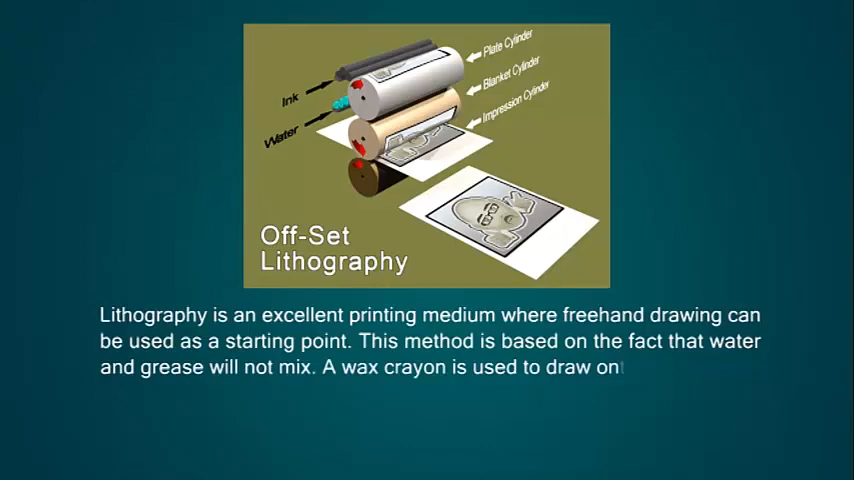 Plate Cylinder
Blanket Cylinder
Impression Cylinder
Ink
Water
Off-Set
Lithography
Lithography is an excellent printing medium where freehand drawing can
be used as a starting point. This method is based on the fact that water
and grease will not mix. A wax crayon is used to draw ont